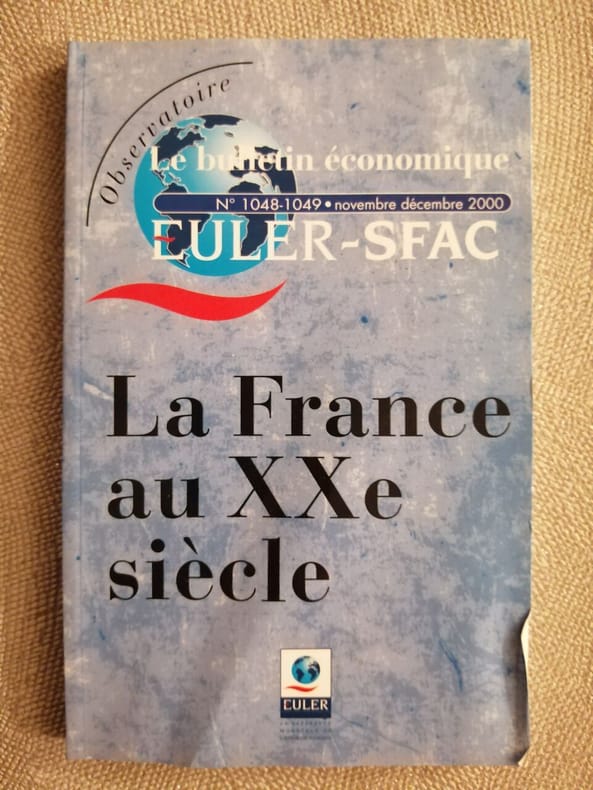 Observatoire
Le bulletin économique
N° 1048-1049 • novembre décembre 2000
EULER-SFAC
La France
au XXe
siècle
EULER